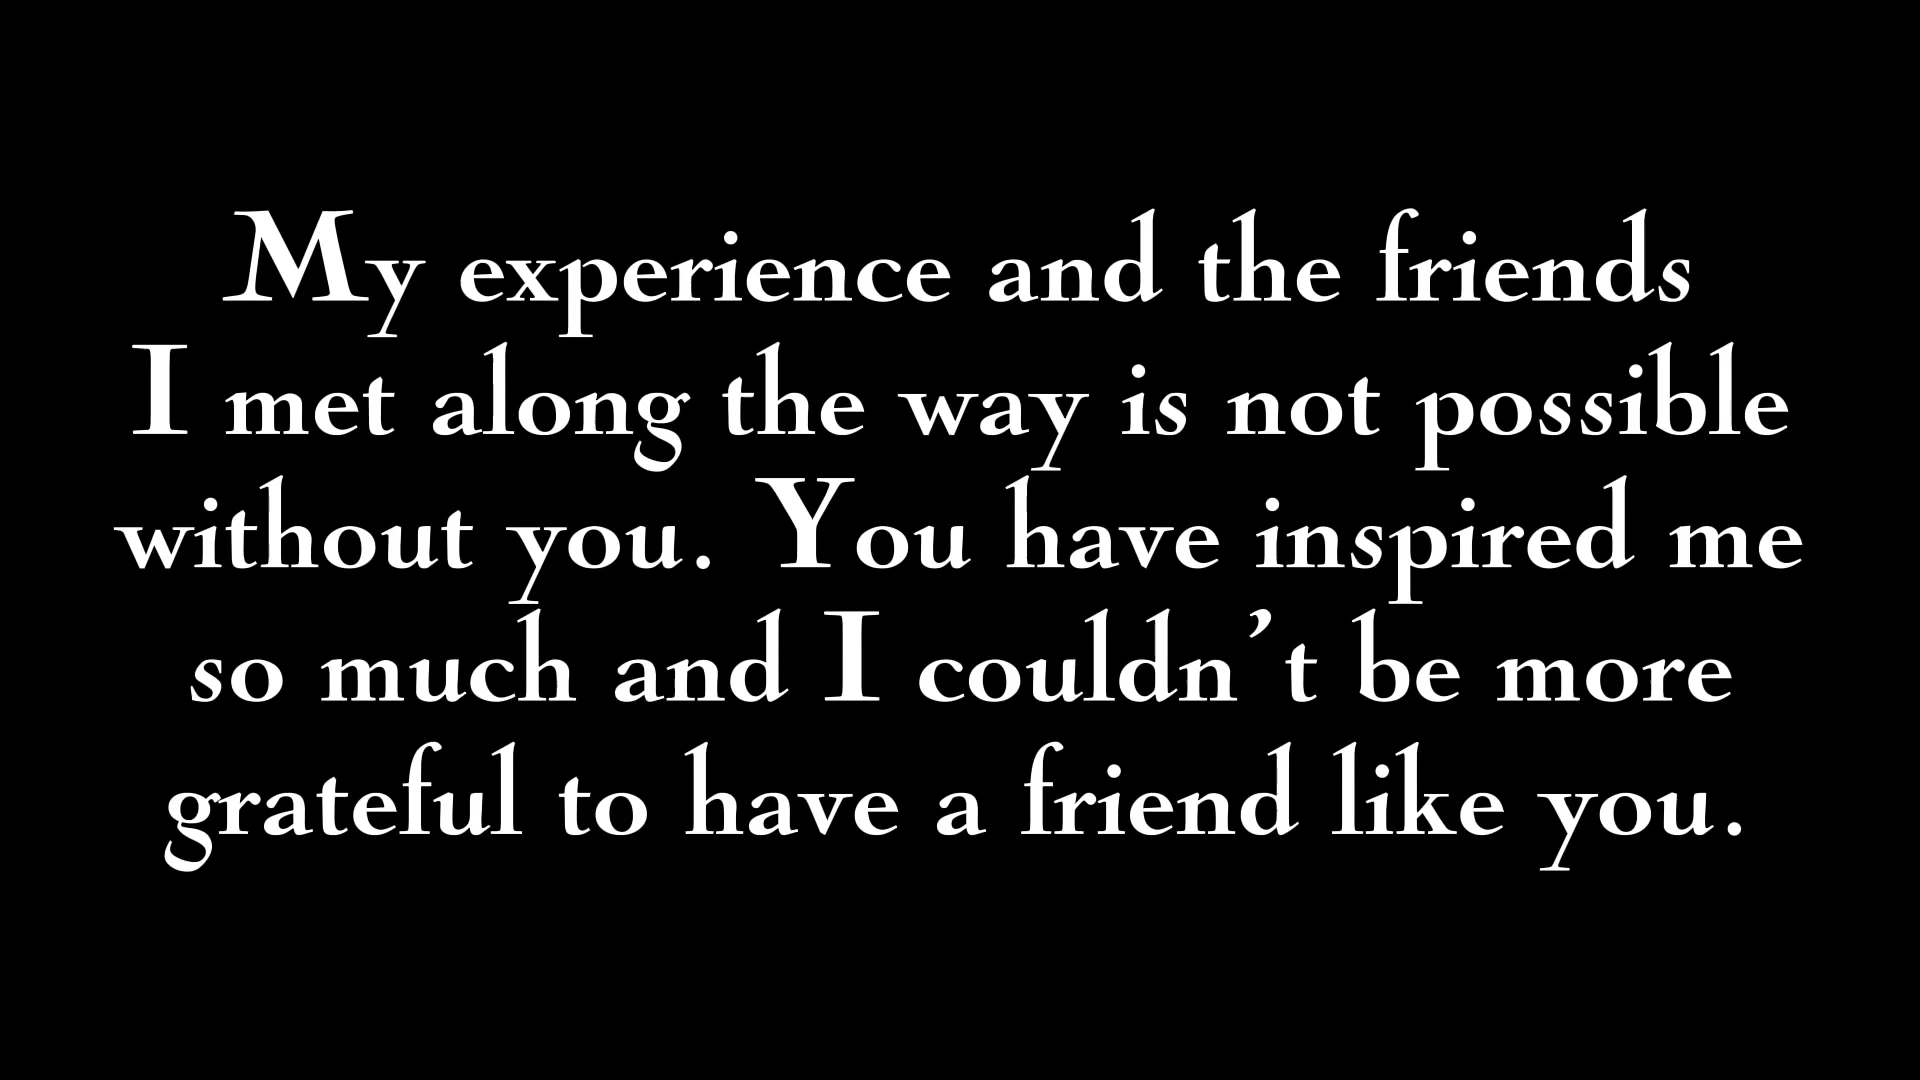 My experience and the friends
I met along the way is not possible
without you. You have inspired me
so much and I couldn’t be more
grateful to have a friend like you.